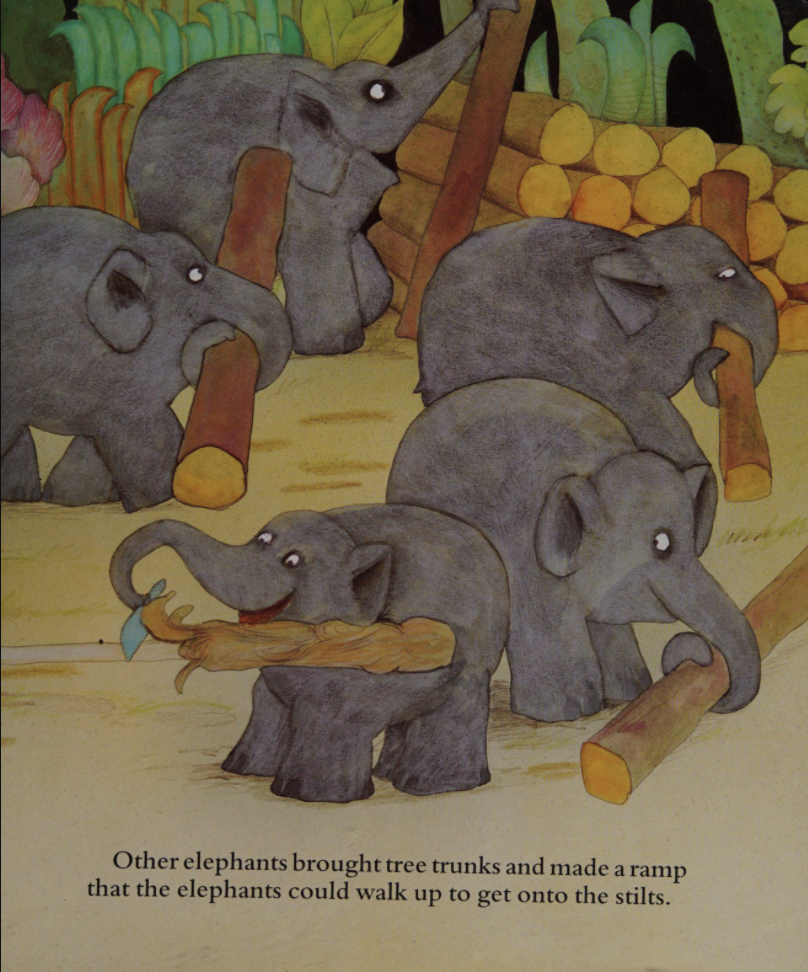 Other elephants brought tree trunks and made a ramp
that the elephants could walk up to get onto the stilts.